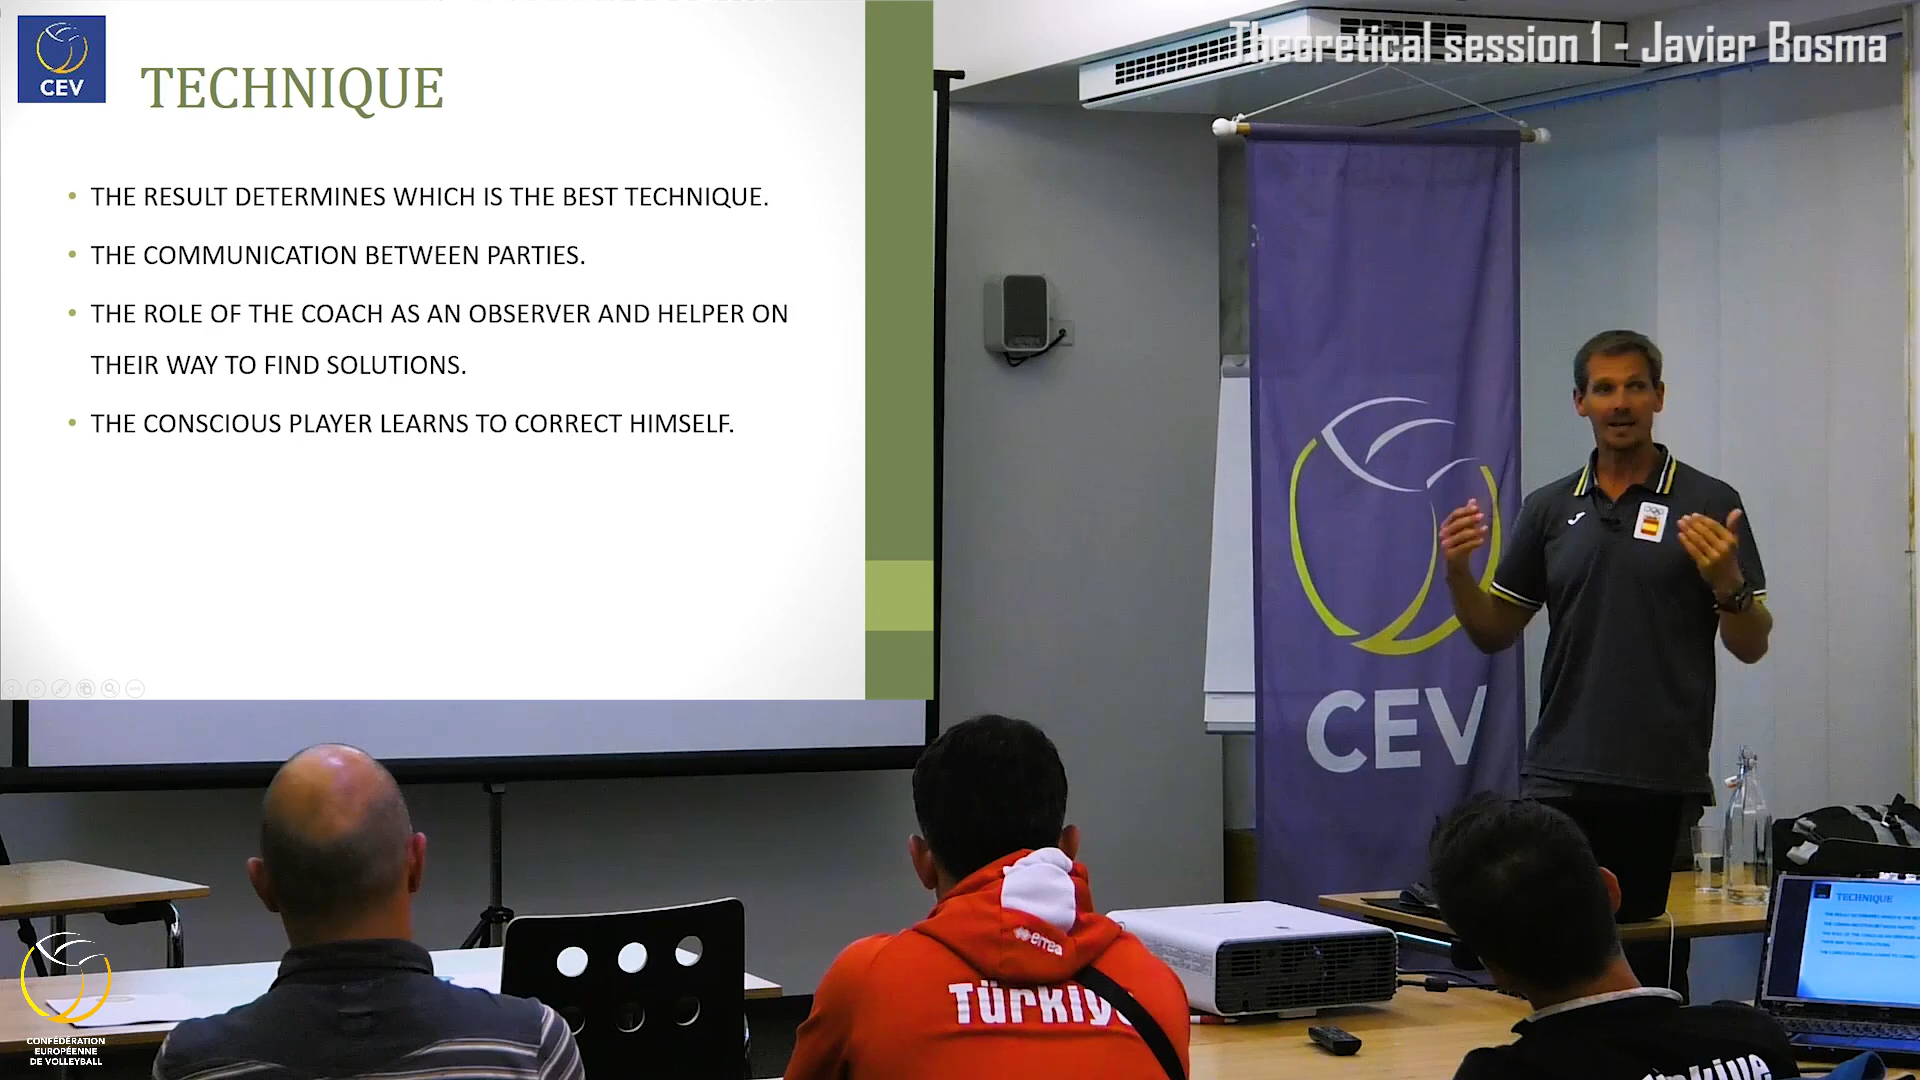 CEV
TECHNIQUE
• THE RESULT DETERMINES WHICH IS THE BEST TECHNIQUE.
• THE COMMUNICATION BETWEEN PARTIES.
• THE ROLE OF THE COACH AS AN OBSERVER AND HELPER ON
THEIR WAY TO FIND SOLUTIONS.
• THE CONSCIOUS PLAYER LEARNS TO CORRECT HIMSELF.
Theoretical session 1 - Javier Bosma
CEV
errea
Türkiye
TECHNIQUE
CONFÉDÉRATION
EUROPÉENNE
DE VOLLEYBALL